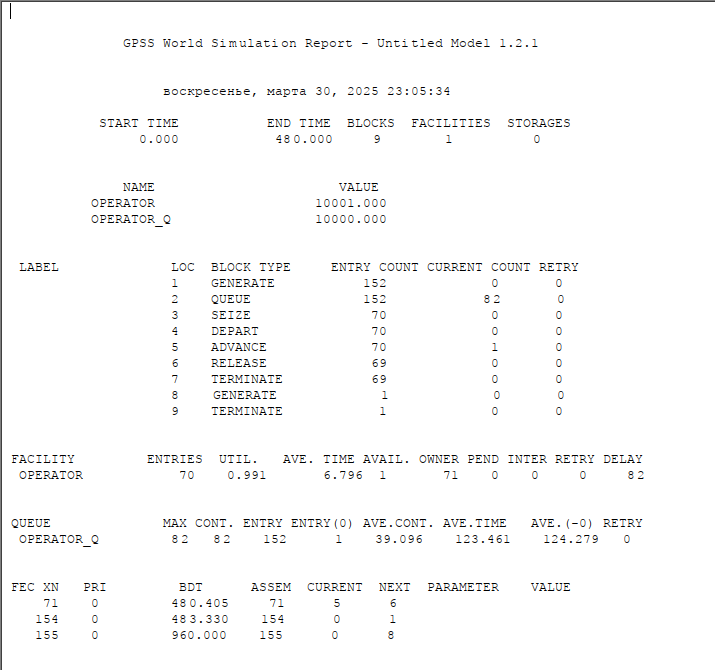 GPSS World Simulation Report - Untitled Model 1.2.1
воскресенье, марта 30, 2025 23:05:34
START TIME END TIME BLOCKS FACILITIES STORAGES
0.000 480.000 9 1 0
NAME VALUE
OPERATOR 10001.000
OPERATOR_Q 10000.000
LABEL LOC BLOCK TYPE ENTRY COUNT CURRENT COUNT RETRY
1 GENERATE 152 0 0
2 QUEUE 152 82 0
3 SEIZE 70 0 0
4 DEPART 70 0 0
5 ADVANCE 70 1 0
6 RELEASE 69 0 0
7 TERMINATE 69 0 0
8 GENERATE 1 0 0
9 TERMINATE 1 0 0
FACILITY ENTRIES UTIL. AVE. TIME AVAIL. OWNER PEND INTER RETRY DELAY
OPERATOR 70 0.991 6.796 1 71 0 0 0 82
QUEUE MAX CONT. ENTRY ENTRY(0) AVE.CONT. AVE.TIME AVE.(-0) RETRY
OPERATOR_Q 82 82 152 1 39.096 123.461 124.279 0
FEC XN PRI BDT ASSEM CURRENT NEXT PARAMETER VALUE
71 0 480.405 71 5 6
154 0 483.330 154 0 1
155 0 960.000 155 0 8